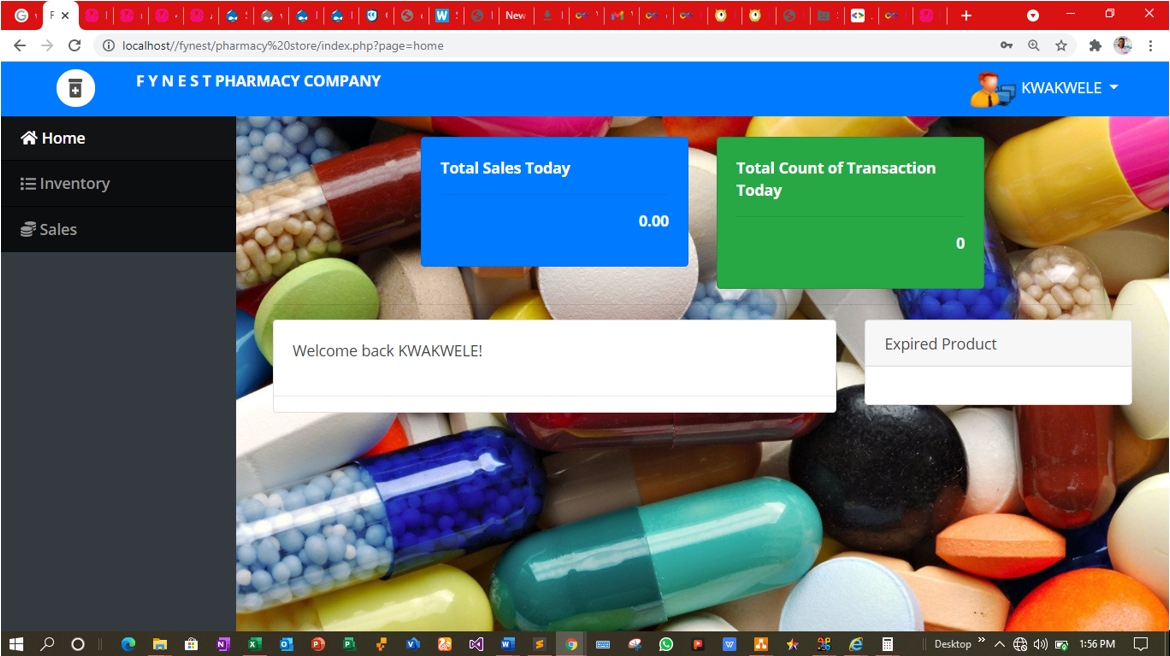 New
localhost//fynest/pharmacy%20store/index.php?page=home
F Y N E S T PHARMACY COMPANY
KWAKWELE
Home
Inventory
Sales
Total Sales Today
0.00
Total Count of Transaction
Today
0
Welcome back KWAKWELE!
Expired Product
Desktop
1:56 PM